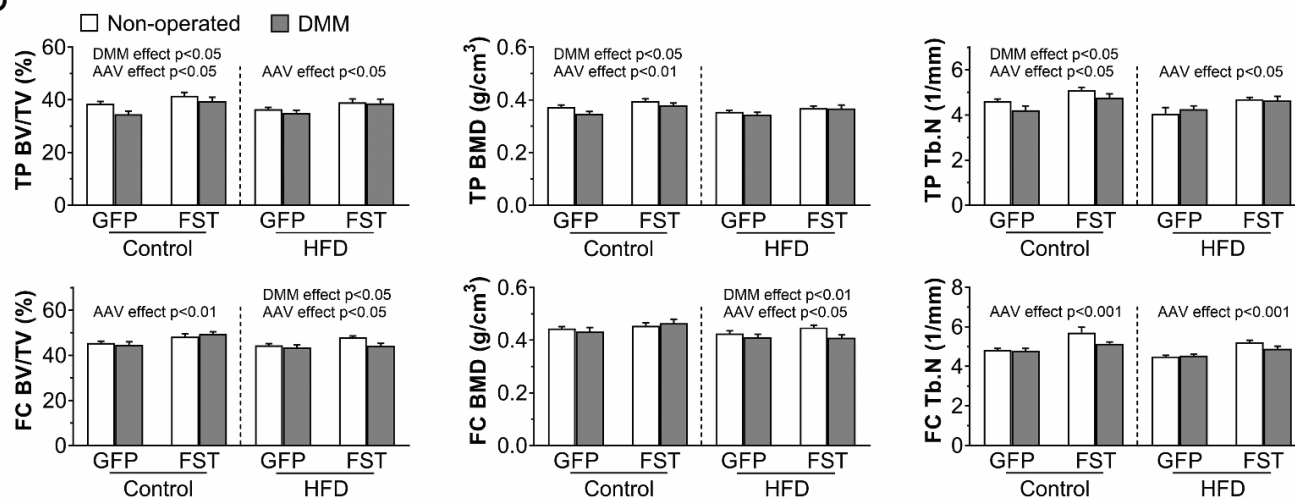 Non-operated DMM
TP BV/TV (%)
60
40
20
0
DMM effect p<0.05
AAV effect p<0.05
AAV effect p<0.05
GFP FST GFP FST
Control HFD
TP BMD (g/cm³)
0.6
0.4
0.2
0.0
DMM effect p<0.05
AAV effect p<0.01
GFP FST GFP FST
Control HFD
TP Tb.N (1/mm)
6
4
2
0
DMM effect p<0.05
AAV effect p<0.05
AAV effect p<0.05
GFP FST GFP FST
Control HFD
FC BV/TV (%)
60
40
20
0
AAV effect p<0.01
DMM effect p<0.05
AAV effect p<0.05
GFP FST GFP FST
Control HFD
FC BMD (g/cm³)
0.6
0.4
0.2
0.0
DMM effect p<0.01
AAV effect p<0.05
GFP FST GFP FST
Control HFD
FC Tb.N (1/mm)
8
6
4
2
0
AAV effect p<0.001
AAV effect p<0.001
GFP FST GFP FST
Control HFD